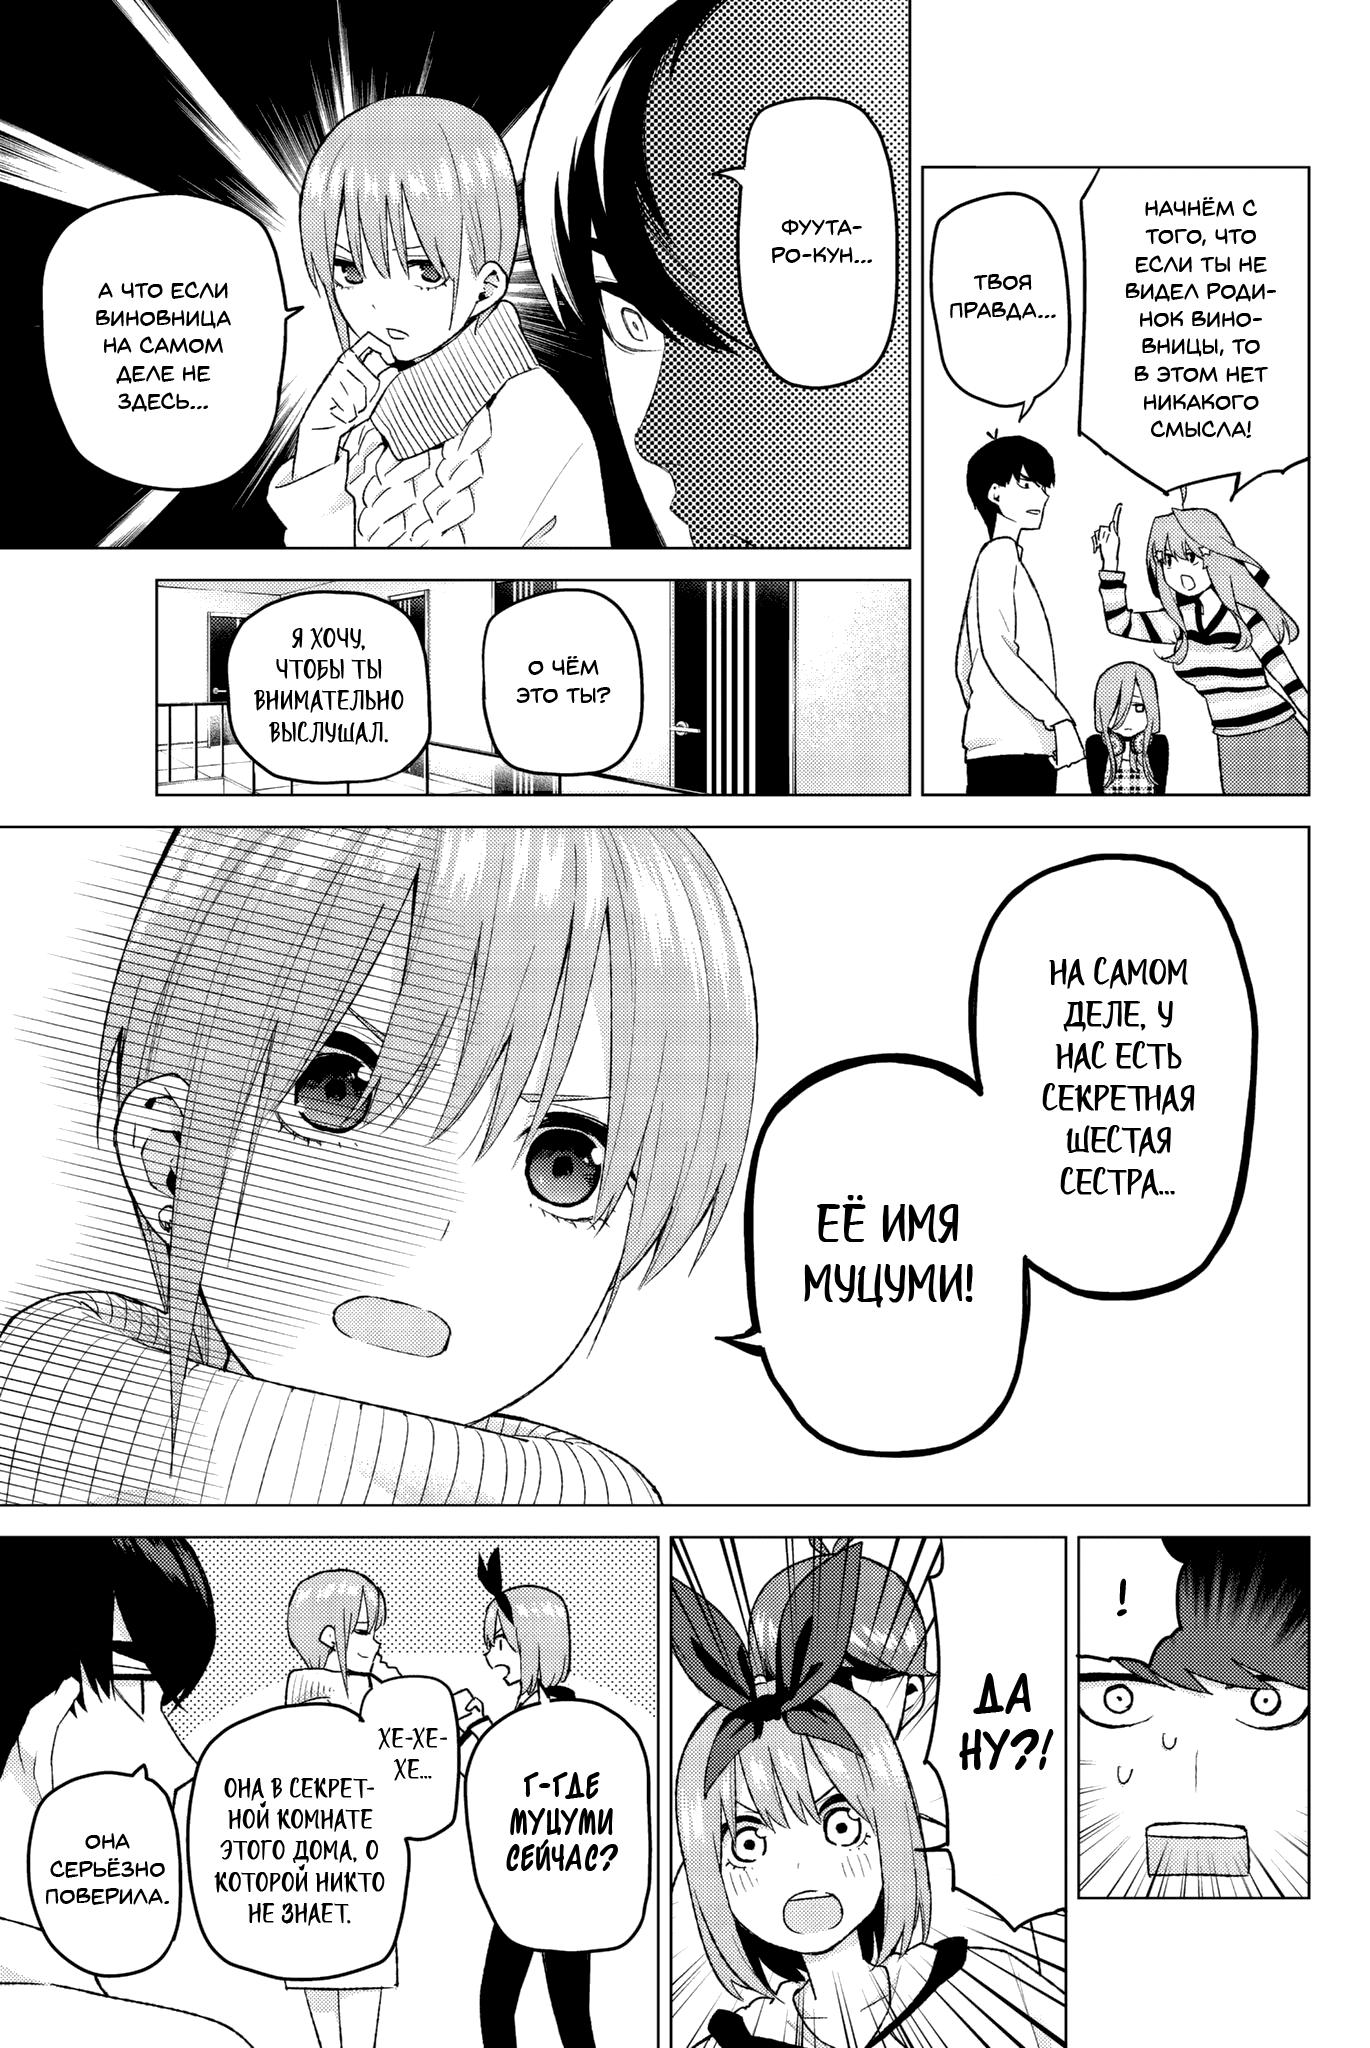 НАЧНЁМ С
ТОГО, ЧТО
ЕСЛИ ТЫ НЕ
ВИДЕЛ РОДИ-
НОК ВИНО-
ВНИЦЫ, ТО
В ЭТОМ НЕТ
НИКАКОГО
СМЫСЛА!
ТВОЯ
ПРАВДА...
ФУУТА-
РО-КУН...
А ЧТО ЕСЛИ
ВИНОВНИЦА
НА САМОМ
ДЕЛЕ НЕ
ЗДЕСЬ...
О ЧЁМ
ЭТО ТЫ?
Я ХОЧУ,
ЧТОБЫ ТЫ
ВНИМАТЕЛЬНО
ВЫСЛУШАЛ.
НА САМОМ
ДЕЛЕ, У
НАС ЕСТЬ
СЕКРЕТНАЯ
ШЕСТАЯ
СЕСТРА...
ЕЁ ИМЯ
МУЦУМИ!
!
ДА
НУ?!
Г-ГДЕ
МУЦУМИ
СЕЙЧАС?
ХЕ-ХЕ-
ХЕ...
ОНА В СЕКРЕТ-
НОЙ КОМНАТЕ
ЭТОГО ДОМА, О
КОТОРОЙ НИКТО
НЕ ЗНАЕТ.
ОНА
СЕРЬЁЗНО
ПОВЕРИЛА.